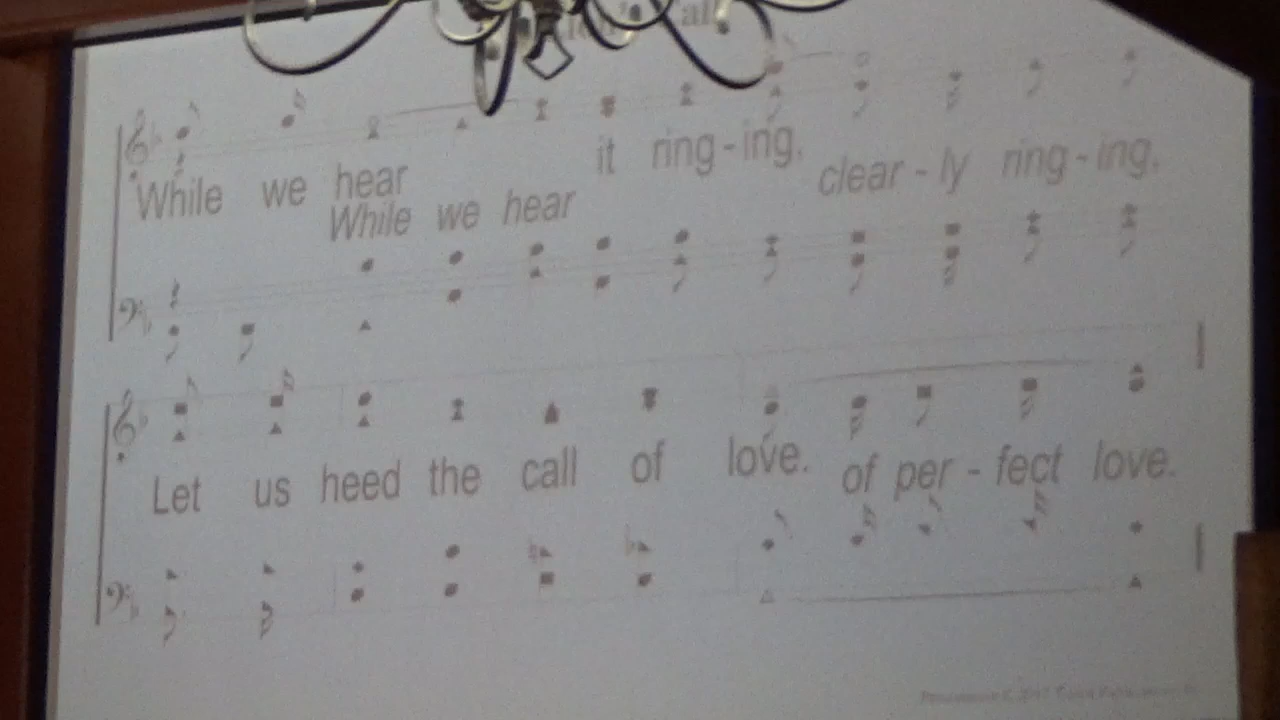 While we hear it ring-ing,
While we hear clear-ly ring-ing,
Let us heed the call of love. of per-fect love.